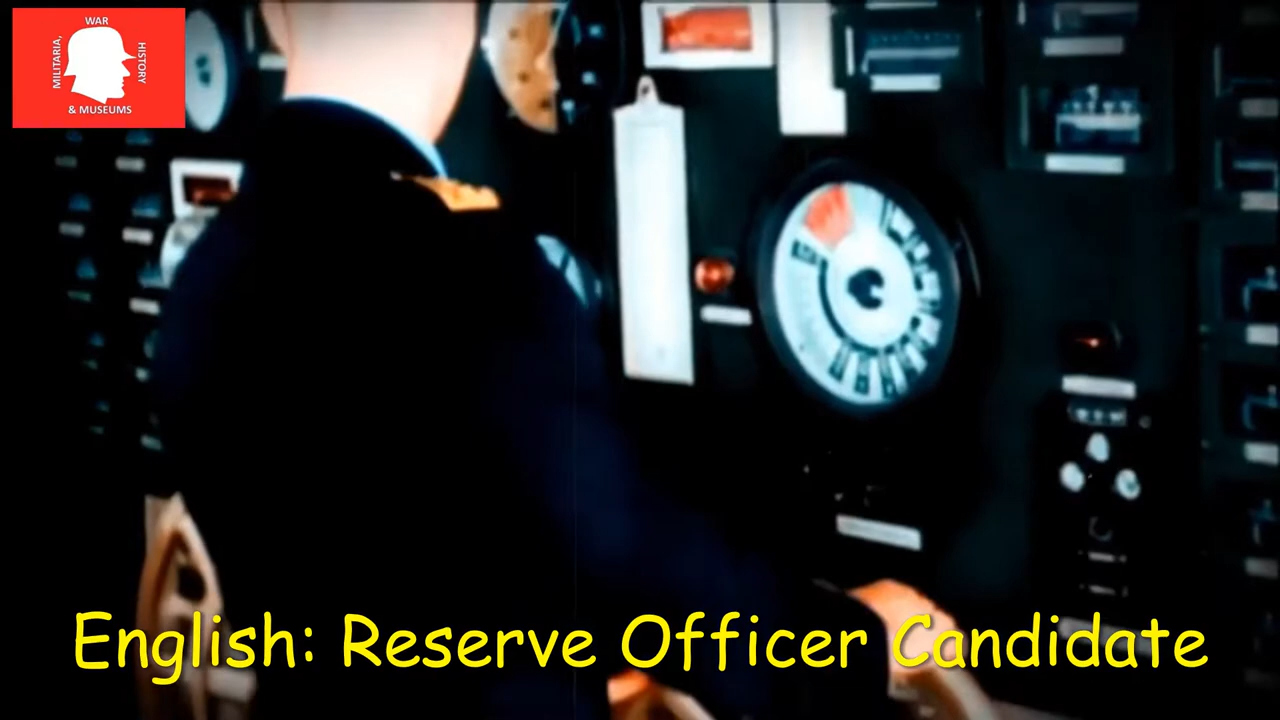 WAR
MILITARIA,
HISTORY
& MUSEUMS
English: Reserve Officer Candidate